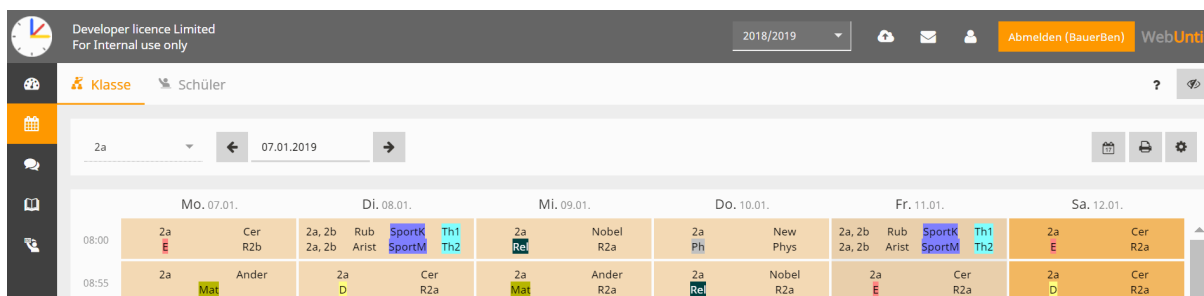 Developer licence Limited
For Internal use only
2018/2019
Abmelden (BauerBen)
WebUnti
Klasse
Schüler
?
2a
07.01.2019
17
Mo. 07.01.
Di. 08.01.
Mi. 09.01.
Do. 10.01.
Fr. 11.01.
Sa. 12.01.
08:00
2a Cer
E R2b
2a, 2b Rub SportK Th1
2a, 2b Arist SportM Th2
2a Nobel
Rel R2a
2a New
Ph Phys
2a, 2b Rub SportK Th1
2a, 2b Arist SportM Th2
2a Cer
E R2a
08:55
2a Ander
Mat
2a Cer
D R2a
2a Ander
Mat R2a
2a Nobel
Rel R2a
2a Cer
E R2a
2a Cer
D R2a